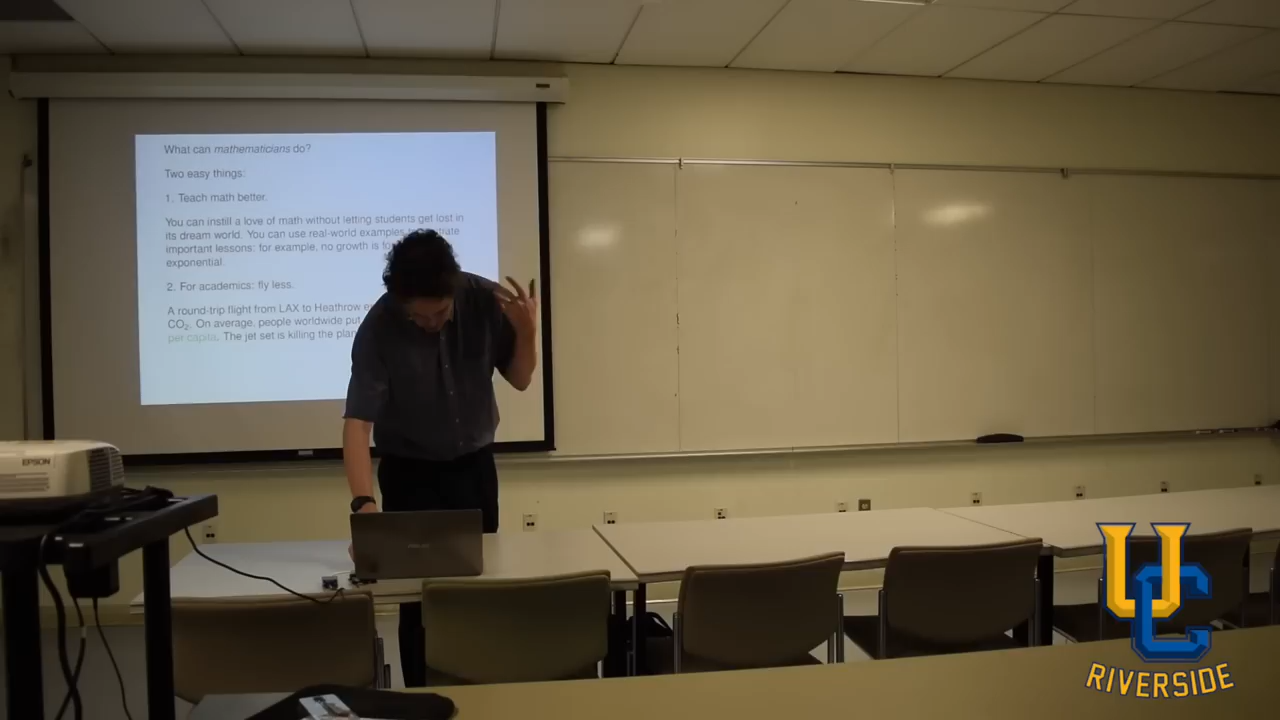 What can mathematicians do?
Two easy things:
1. Teach math better.
You can instill a love of math without letting students get lost in
its dream world. You can use real-world examples
important lessons: for example, no growth is
exponential.
2. For academics: fly less.
A round-trip flight from LAX to Heathrow
CO₂. On average, people worldwide put
per capita. The jet set is killing the
EPSON
ASUS
UC
RIVERSIDE